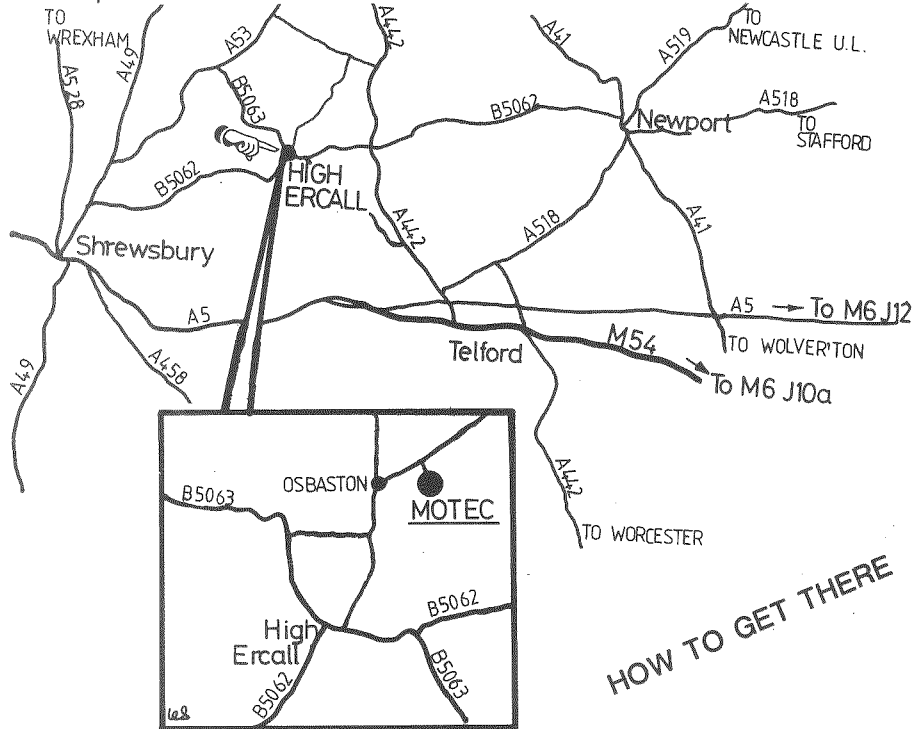 TO
WREXHAM
A528
A49
A53
B5063
A442
A41
A519
TO
NEWCASTLE U.L.
B5062
Newport
A518
TO
STAFFORD
B5062
HIGH
ERCALL
A442
A518
A41
Shrewsbury
A5
A5
To M6 J12
Telford
M54
TO WOLVER'TON
To M6 J10a
A49
A458
A442
TO WORCESTER
OSBASTON
MOTEC
B5063
High
Ercall
B5062
B5062
B5063
HOW TO GET THERE